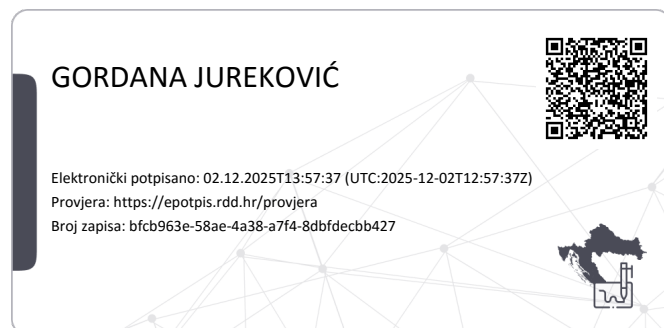 GORDANA JUREKOVIĆ
Elektronički potpisano: 02.12.2025T13:57:37 (UTC:2025-12-02T12:57:37Z)
Provjera: https://epotpis.rdd.hr/provjera
Broj zapisa: bfcb963e-58ae-4a38-a7f4-8dbfdecbb427